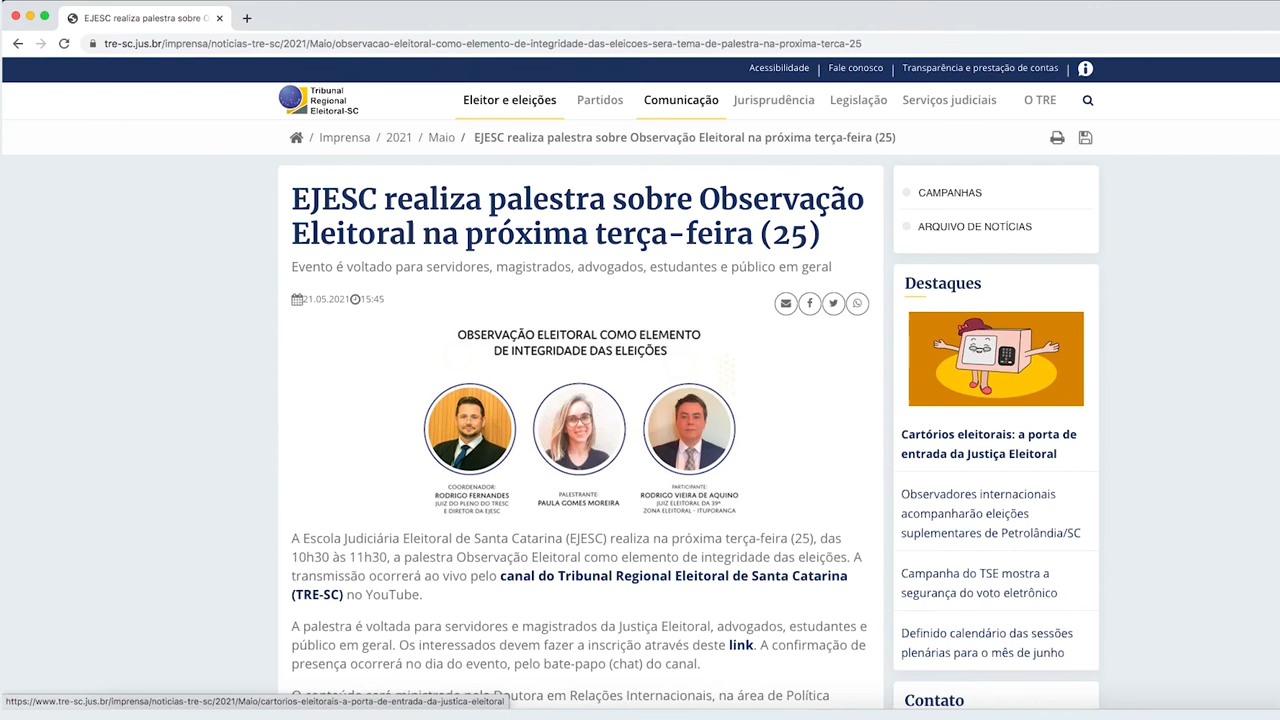 EJESC realiza palestra sobre O
tre-sc.jus.br/imprensa/noticias-tre-sc/2021/Maio/observacao-eleitoral-como-elemento-de-integridade-das-eleicoes-sera-tema-de-palestra-na-proxima-terca-25
Acessibilidade | Fale conosco | Transparência e prestação de contas |
Tribunal
Regional
Eleitoral-SC
Eleitor e eleições Partidos Comunicação Jurisprudência Legislação Serviços judiciais O TRE
/ Imprensa / 2021 / Maio / EJESC realiza palestra sobre Observação Eleitoral na próxima terça-feira (25)
EJESC realiza palestra sobre Observação
Eleitoral na próxima terça-feira (25)
Evento é voltado para servidores, magistrados, advogados, estudantes e público em geral
21.05.2021 15:45
OBSERVAÇÃO ELEITORAL COMO ELEMENTO
DE INTEGRIDADE DAS ELEIÇÕES
COORDENADOR:
RODRIGO FERNANDES
JUIZ DO PLENO DO TRESC
E DIRETOR DA EJESC
PALESTRANTE:
PAULA GOMES MOREIRA
PARTICIPANTE:
RODRIGO VIEIRA DE AQUINO
JUIZ ELEITORAL DA 39ª
ZONA ELEITORAL - ITUPORANGA
A Escola Judiciária Eleitoral de Santa Catarina (EJESC) realiza na próxima terça-feira (25), das
10h30 às 11h30, a palestra Observação Eleitoral como elemento de integridade das eleições. A
transmissão ocorrerá ao vivo pelo canal do Tribunal Regional Eleitoral de Santa Catarina
(TRE-SC) no YouTube.
A palestra é voltada para servidores e magistrados da Justiça Eleitoral, advogados, estudantes e
público em geral. Os interessados devem fazer a inscrição através deste link. A confirmação de
presença ocorrerá no dia do evento, pelo bate-papo (chat) do canal.
O conteúdo será ministrado pela Doutora em Relações Internacionais, na área de Política
CAMPANHAS
ARQUIVO DE NOTÍCIAS
Destaques
Cartórios eleitorais: a porta de
entrada da Justiça Eleitoral
Observadores internacionais
acompanharão eleições
suplementares de Petrolândia/SC
Campanha do TSE mostra a
segurança do voto eletrônico
Definido calendário das sessões
plenárias para o mês de junho
Contato
https://www.tre-sc.jus.br/imprensa/noticias-tre-sc/2021/Maio/cartorios-eleitorais-a-porta-de-entrada-da-justica-eleitoral